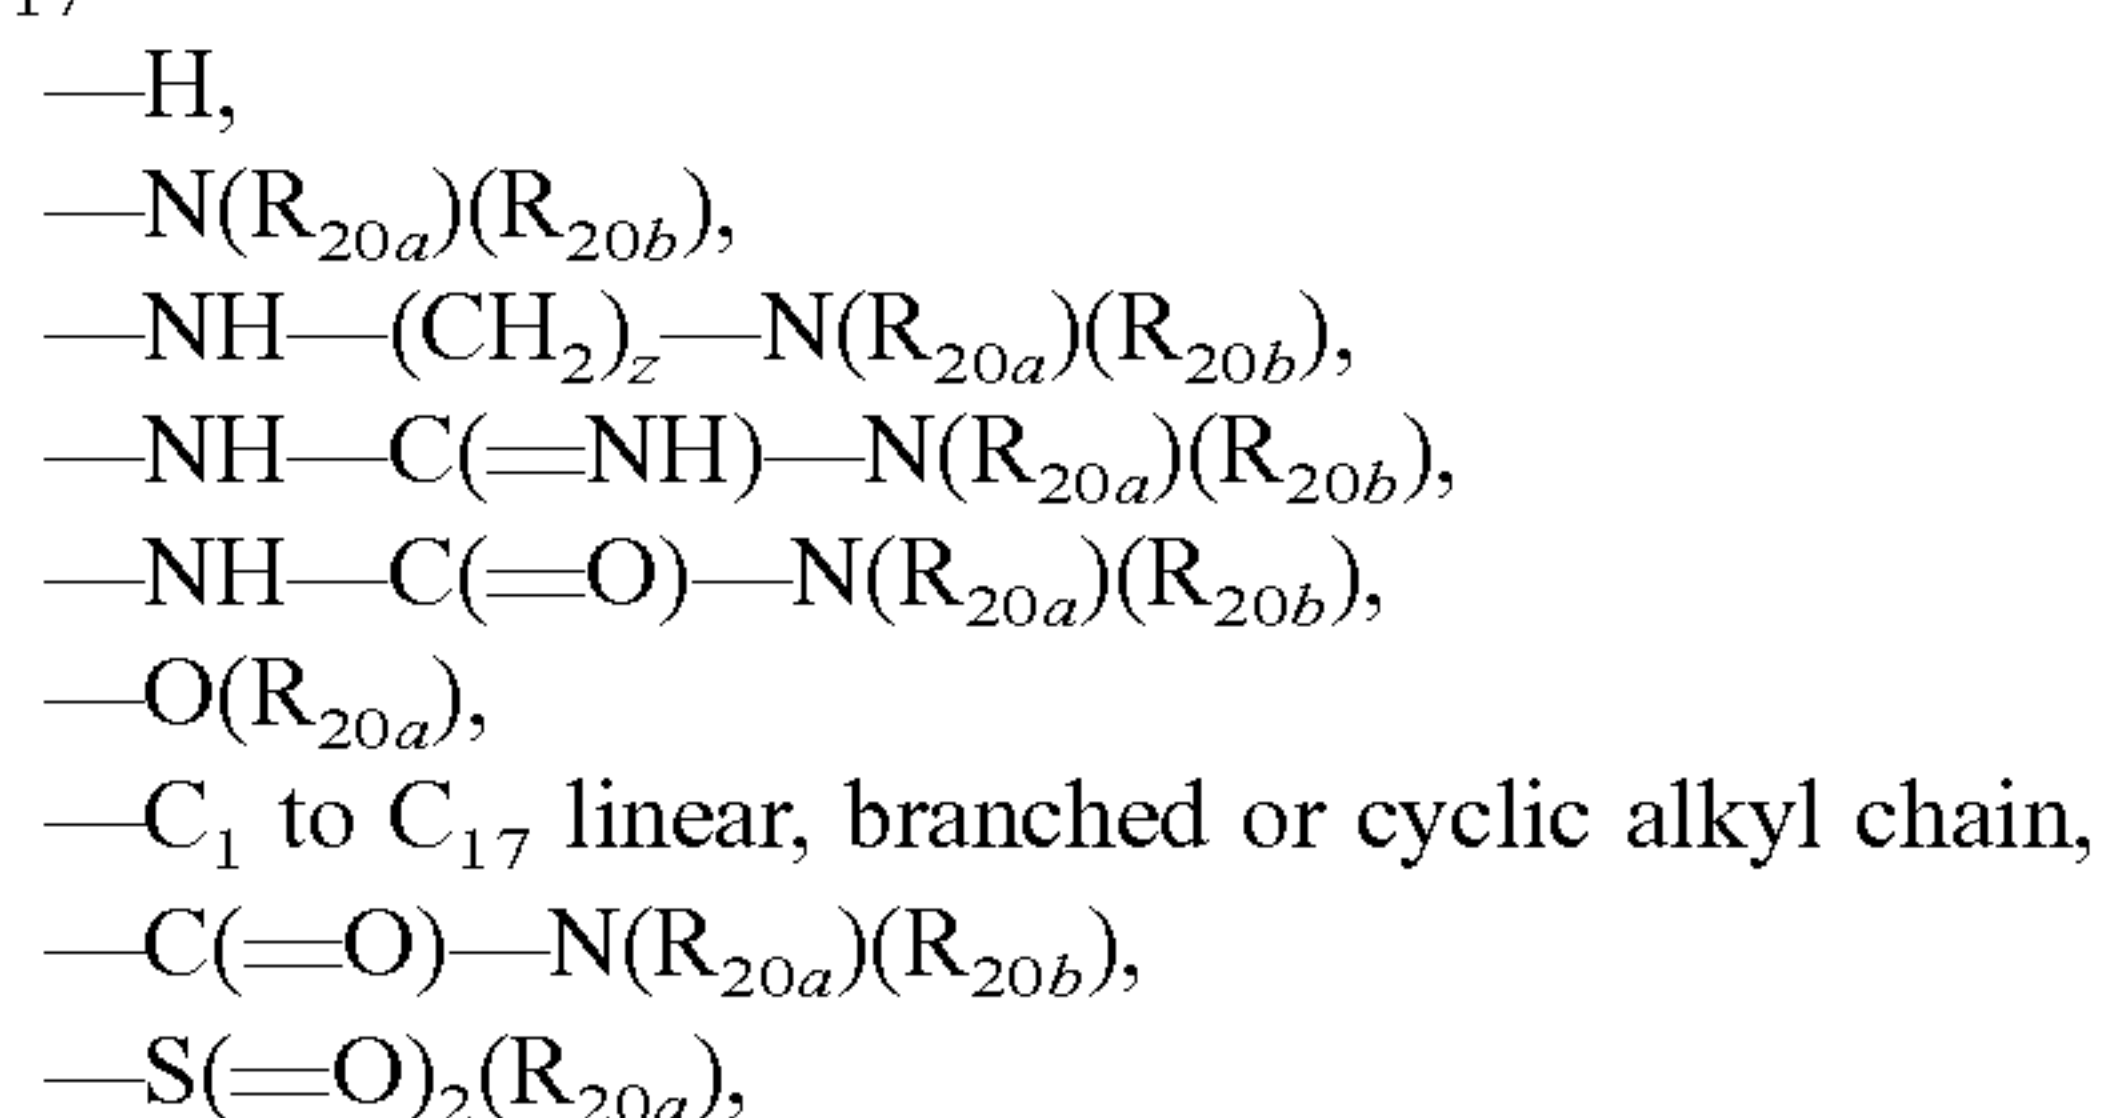 —H,
—N(R₂₀ₐ)(R₂₀b),
—NH—(CH₂)z—N(R₂₀ₐ)(R₂₀b),
—NH—C(=NH)—N(R₂₀ₐ)(R₂₀b),
—NH—C(=O)—N(R₂₀ₐ)(R₂₀b),
—O(R₂₀ₐ),
—C₁ to C₁₇ linear, branched or cyclic alkyl chain,
—C(=O)—N(R₂₀ₐ)(R₂₀b),
—S(=O)₂(R₂₀ₐ),